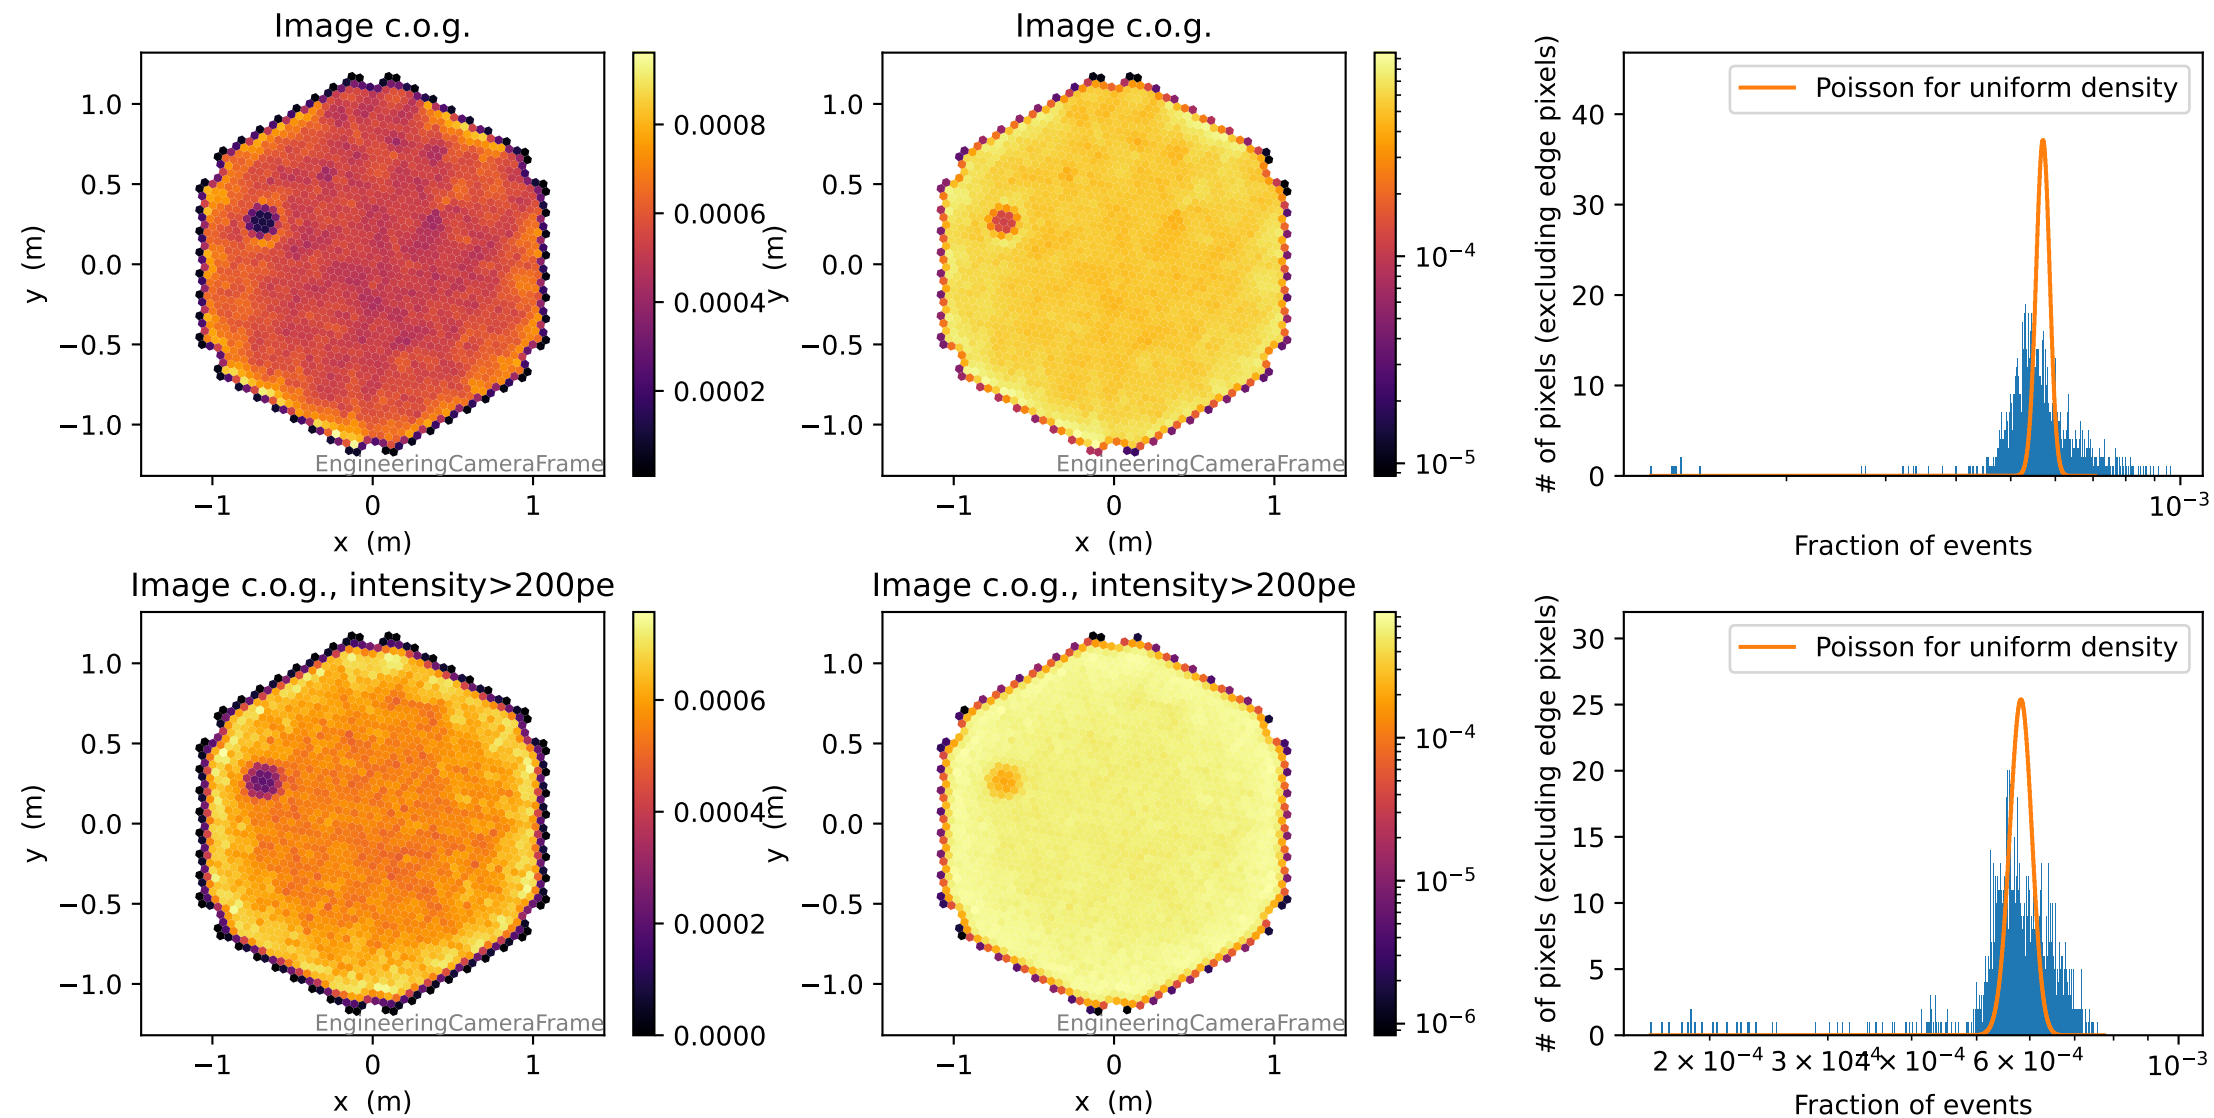 Image c.o.g.
1.0
0.5
0.0
−0.5
−1.0
y (m)
−1 0 1
x (m)
EngineeringCameraFrame
0.0008
0.0006
0.0004
0.0002
Image c.o.g.
1.0
0.5
0.0
−0.5
−1.0
y (m)
−1 0 1
x (m)
EngineeringCameraFrame
10⁻⁴
10⁻⁵
# of pixels (excluding edge pixels)
40
30
20
10
0
Poisson for uniform density
10⁻³
Fraction of events
Image c.o.g., intensity>200pe
1.0
0.5
0.0
−0.5
−1.0
y (m)
−1 0 1
x (m)
EngineeringCameraFrame
0.0006
0.0004
0.0002
0.0000
Image c.o.g., intensity>200pe
1.0
0.5
0.0
−0.5
−1.0
y (m)
−1 0 1
x (m)
EngineeringCameraFrame
10⁻⁴
10⁻⁵
10⁻⁶
# of pixels (excluding edge pixels)
30
25
20
15
10
5
0
Poisson for uniform density
2 × 10⁻⁴ 3 × 10⁻⁴ 4 × 10⁻⁴ 6 × 10⁻⁴ 10⁻³
Fraction of events